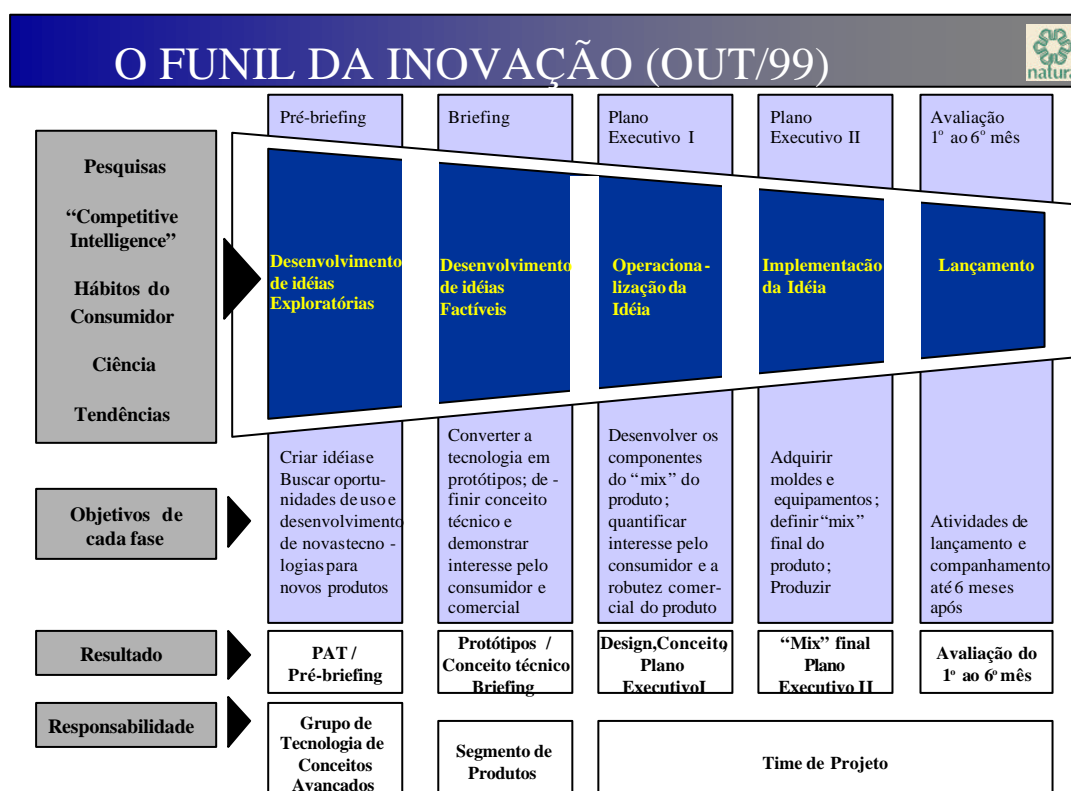 O FUNIL DA INOVAÇÃO (OUT/99)
natura
Pré-briefing
Briefing
Plano
Executivo I
Plano
Executivo II
Avaliação
1º ao 6º mês
Pesquisas
“Competitive
Intelligence”
Hábitos do
Consumidor
Ciência
Tendências
Desenvolvimento
de idéias
Exploratórias
Desenvolvimento
de idéias
Factíveis
Operaciona -
lização da
Idéia
Implementacão
da Idéia
Lançamento
Objetivos de
cada fase
Criar idéias e
Buscar oportu-
nidades de uso e
desenvolvimento
de novas tecno -
logias para
novos produtos
Converter a
tecnologia em
protótipos; de -
finir conceito
técnico e
demonstrar
interesse pelo
consumidor e
comercial
Desenvolver os
componentes
do “mix” do
produto;
quantificar
interesse pelo
consumidor e a
robutez comer-
cial do produto
Adquirir
moldes e
equipamentos;
definir “mix”
final do
produto;
Produzir
Atividades de
lançamento e
companhamento
até 6 meses
após
Resultado
PAT /
Pré-briefing
Protótipos /
Conceito técnico
Briefing
Design,Conceito,
Plano
Executivo I
“Mix” final
Plano
Executivo II
Avaliação do
1º ao 6º mês
Responsabilidade
Grupo de
Tecnologia de
Conceitos
Avançados
Segmento de
Produtos
Time de Projeto